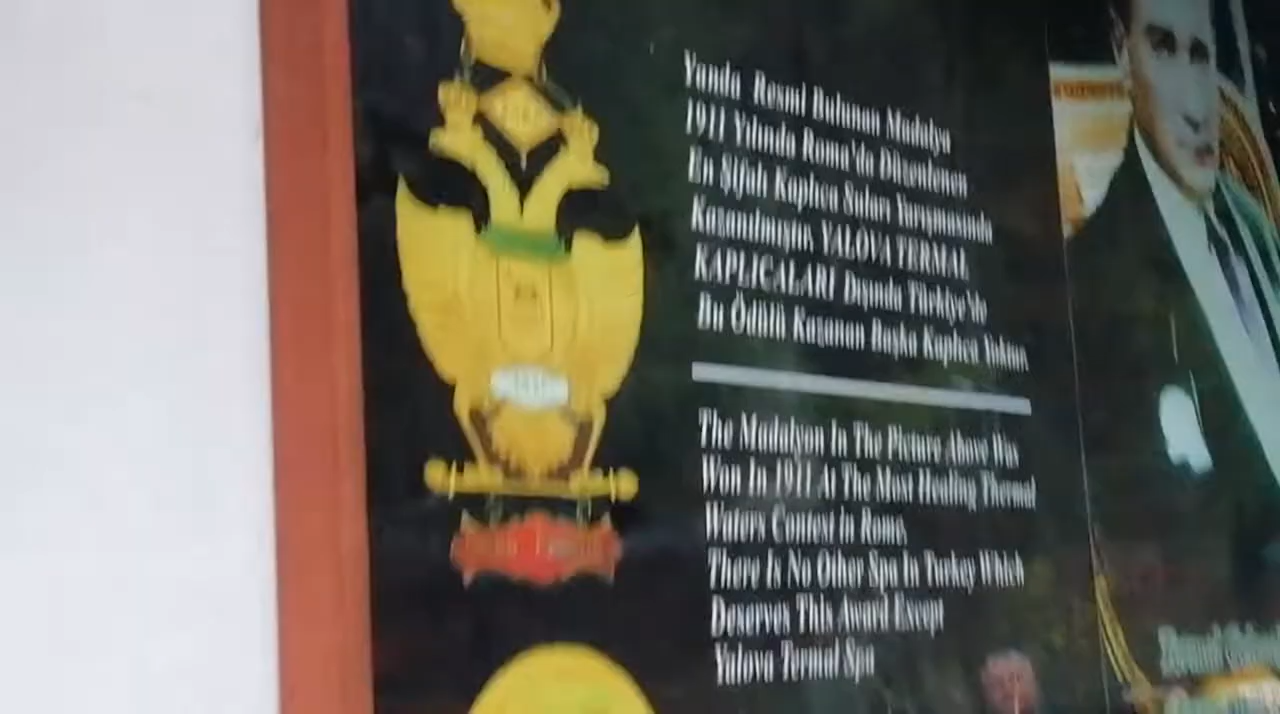 Yanda Resmi Bulunan Madalya
1911 Yılında Roma'da Düzenlenen
En Şifalı Kaplıca Suları Yarışmasında
Kazanılmıştır. YALOVA TERMAL
KAPLICALARI Dışında Türkiye'de
Bu Ödülü Kazanan Başka Kaplıca Yoktur.
The Madalyon In The Picture Above Was
Won In 1911 At The Most Healing Thermal
Waters Contest in Rome.
There Is No Other Spa In Turkey Which
Deserves This Award Except
Yalova Termal Spa